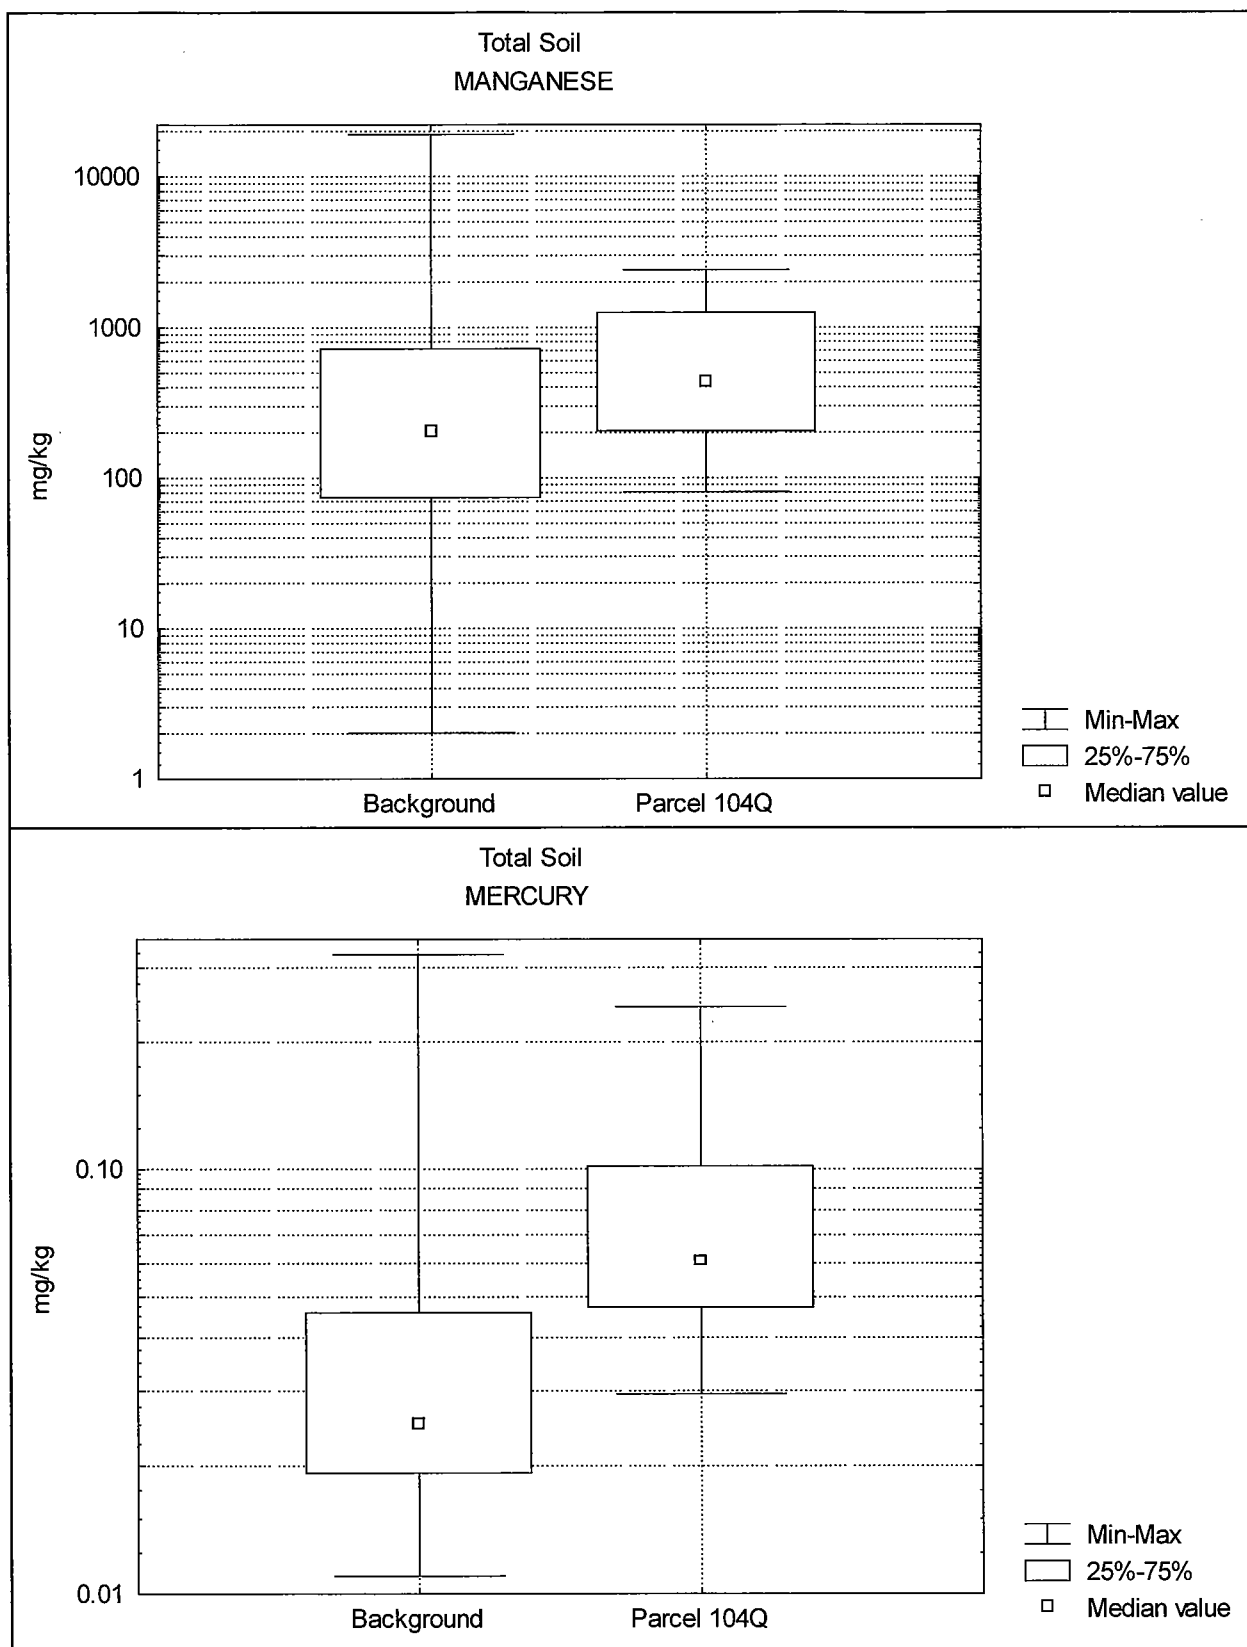 Total Soil
MANGANESE
10000
1000
100
10
1
mg/kg
Background
Parcel 104Q
Min-Max
25%-75%
Median value
Total Soil
MERCURY
0.10
0.01
mg/kg
Background
Parcel 104Q
Min-Max
25%-75%
Median value